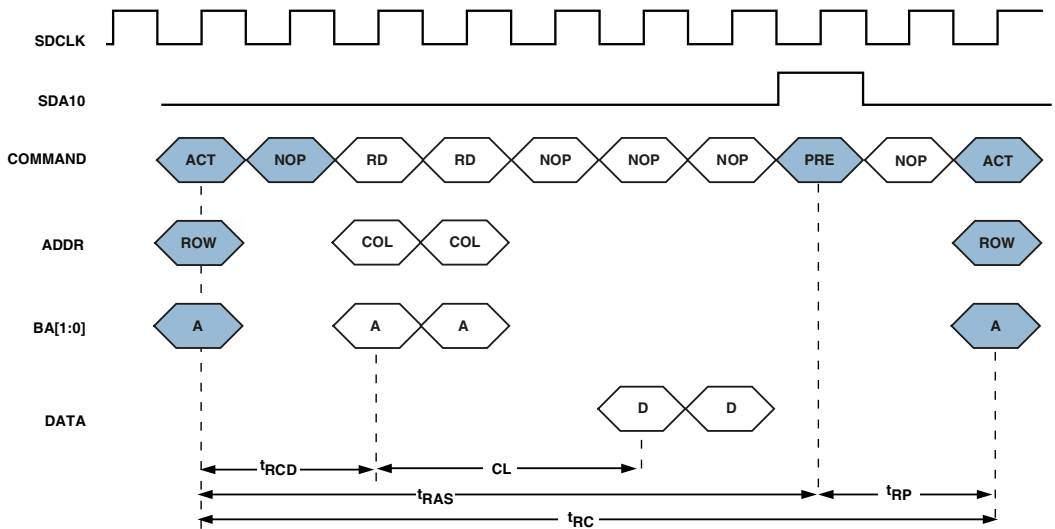 SDCLK
SDA10
COMMAND ACT NOP RD RD NOP NOP NOP PRE NOP ACT
ADDR ROW COL COL ROW
BA[1:0] A A A A
DATA D D
tRCD CL
tRAS tRP
tRC